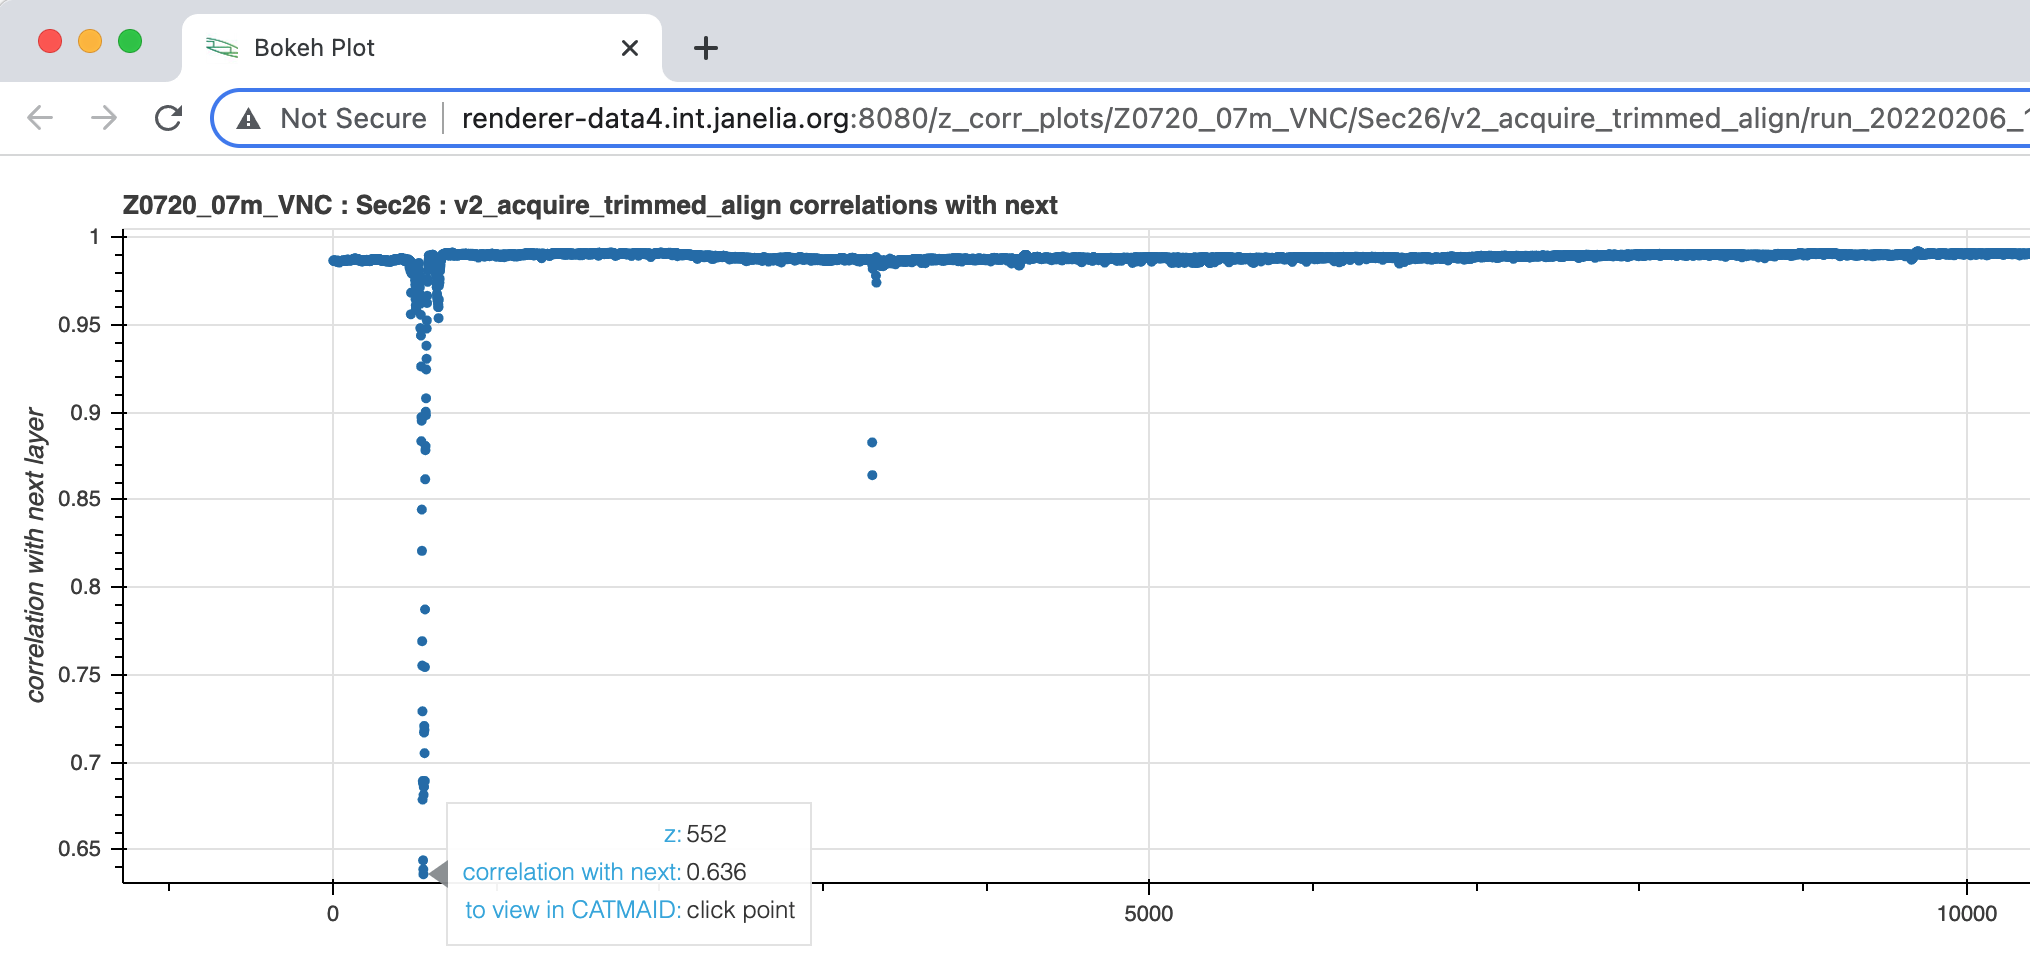 Bokeh Plot
Not Secure renderer-data4.int.janelia.org:8080/z_corr_plots/Z0720_07m_VNC/Sec26/v2_acquire_trimmed_align/run_20220206_1
Z0720_07m_VNC : Sec26 : v2_acquire_trimmed_align correlations with next
correlation with next layer
1
0.95
0.9
0.85
0.8
0.75
0.7
0.65
z: 552
correlation with next: 0.636
to view in CATMAID: click point
0
5000
10000